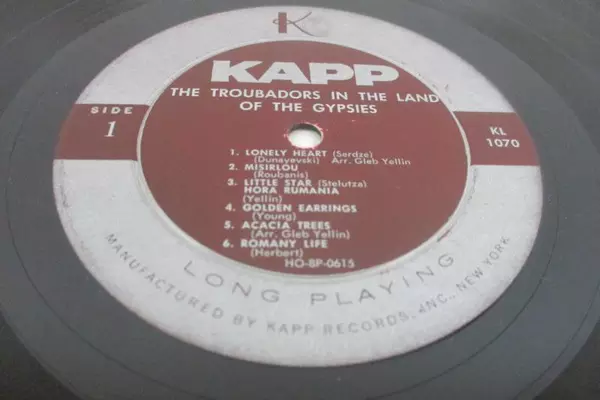 K
KAPP
THE TROUBADORS IN THE LAND
OF THE GYPSIES
SIDE
1
KL
1070
1. LONELY HEART (Serdze)
(Dunayevski) Arr. Gleb Yellin
2. MISIRLOU
(Roubanis)
3. LITTLE STAR (Stelutza)
HORA RUMANIA
(Yellin)
4. GOLDEN EARRINGS
(Young)
5. ACACIA TREES
(Arr. Gleb Yellin)
6. ROMANY LIFE
(Herbert)
HO-8P-0615
LONG PLAYING
MANUFACTURED BY KAPP RECORDS, INC., NEW YORK